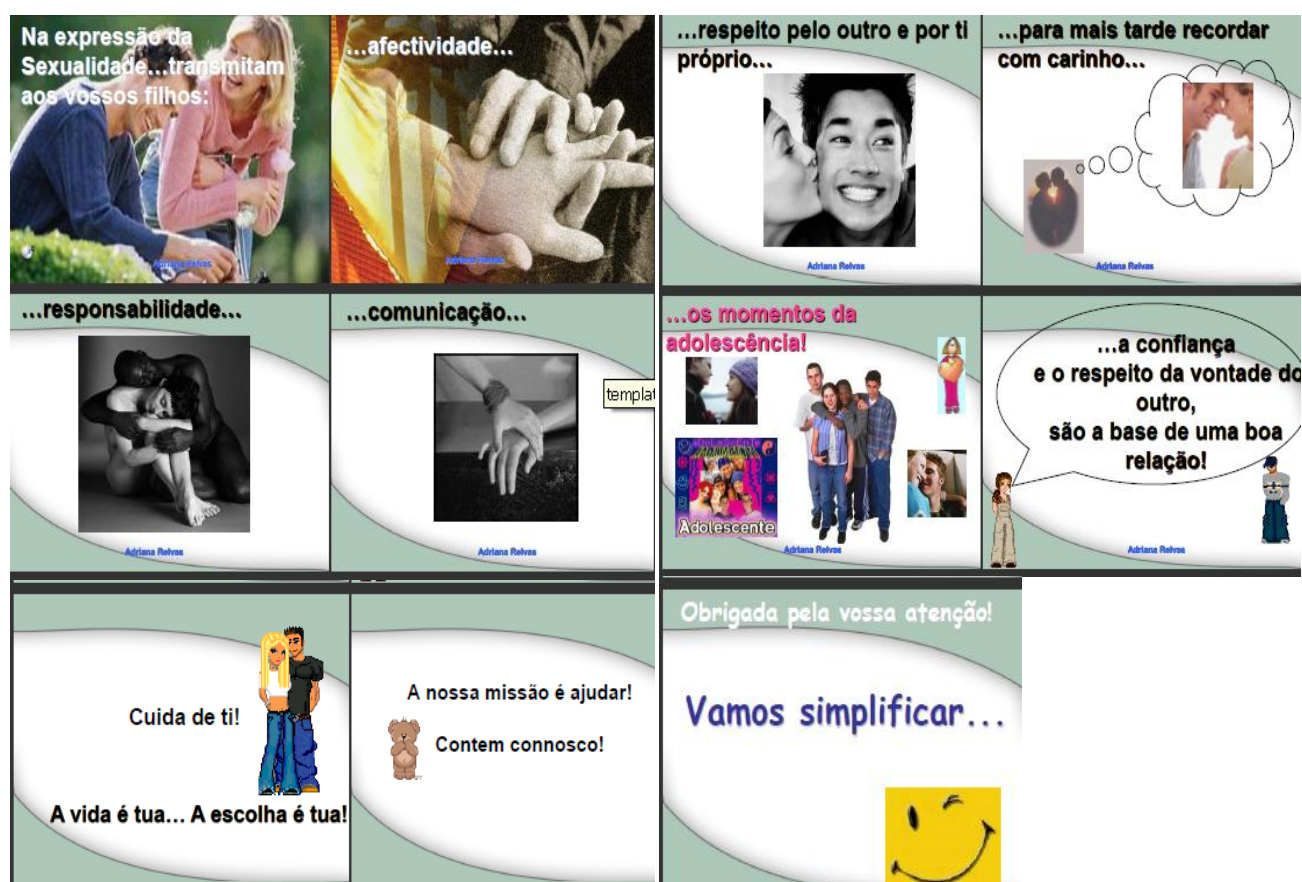 Na expressão da
Sexualidade...transmitam
aos vossos filhos:
Adriana Relvas
...afectividade...
Adriana Relvas
...respeito pelo outro e por ti
próprio...
Adriana Relvas
...para mais tarde recordar
com carinho...
Adriana Relvas
...responsabilidade...
Adriana Relvas
...comunicação...
templat
Adriana Relvas
...os momentos da
adolescência!
Adolescente
Adriana Relvas
...a confiança
e o respeito da vontade do
outro,
são a base de uma boa
relação!
Adriana Relvas
Cuida de ti!
A vida é tua... A escolha é tua!
A nossa missão é ajudar!
Contem connosco!
Obrigada pela vossa atenção!
Vamos simplificar...